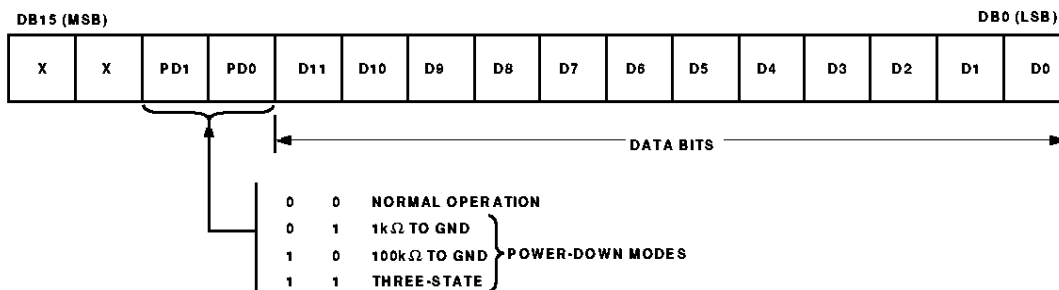 DB15 (MSB) DB0 (LSB)
X X PD1 PD0 D11 D10 D9 D8 D7 D6 D5 D4 D3 D2 D1 D0
DATA BITS
0 0 NORMAL OPERATION
0 1 1kΩ TO GND
1 0 100kΩ TO GND
POWER-DOWN MODES
1 1 THREE-STATE